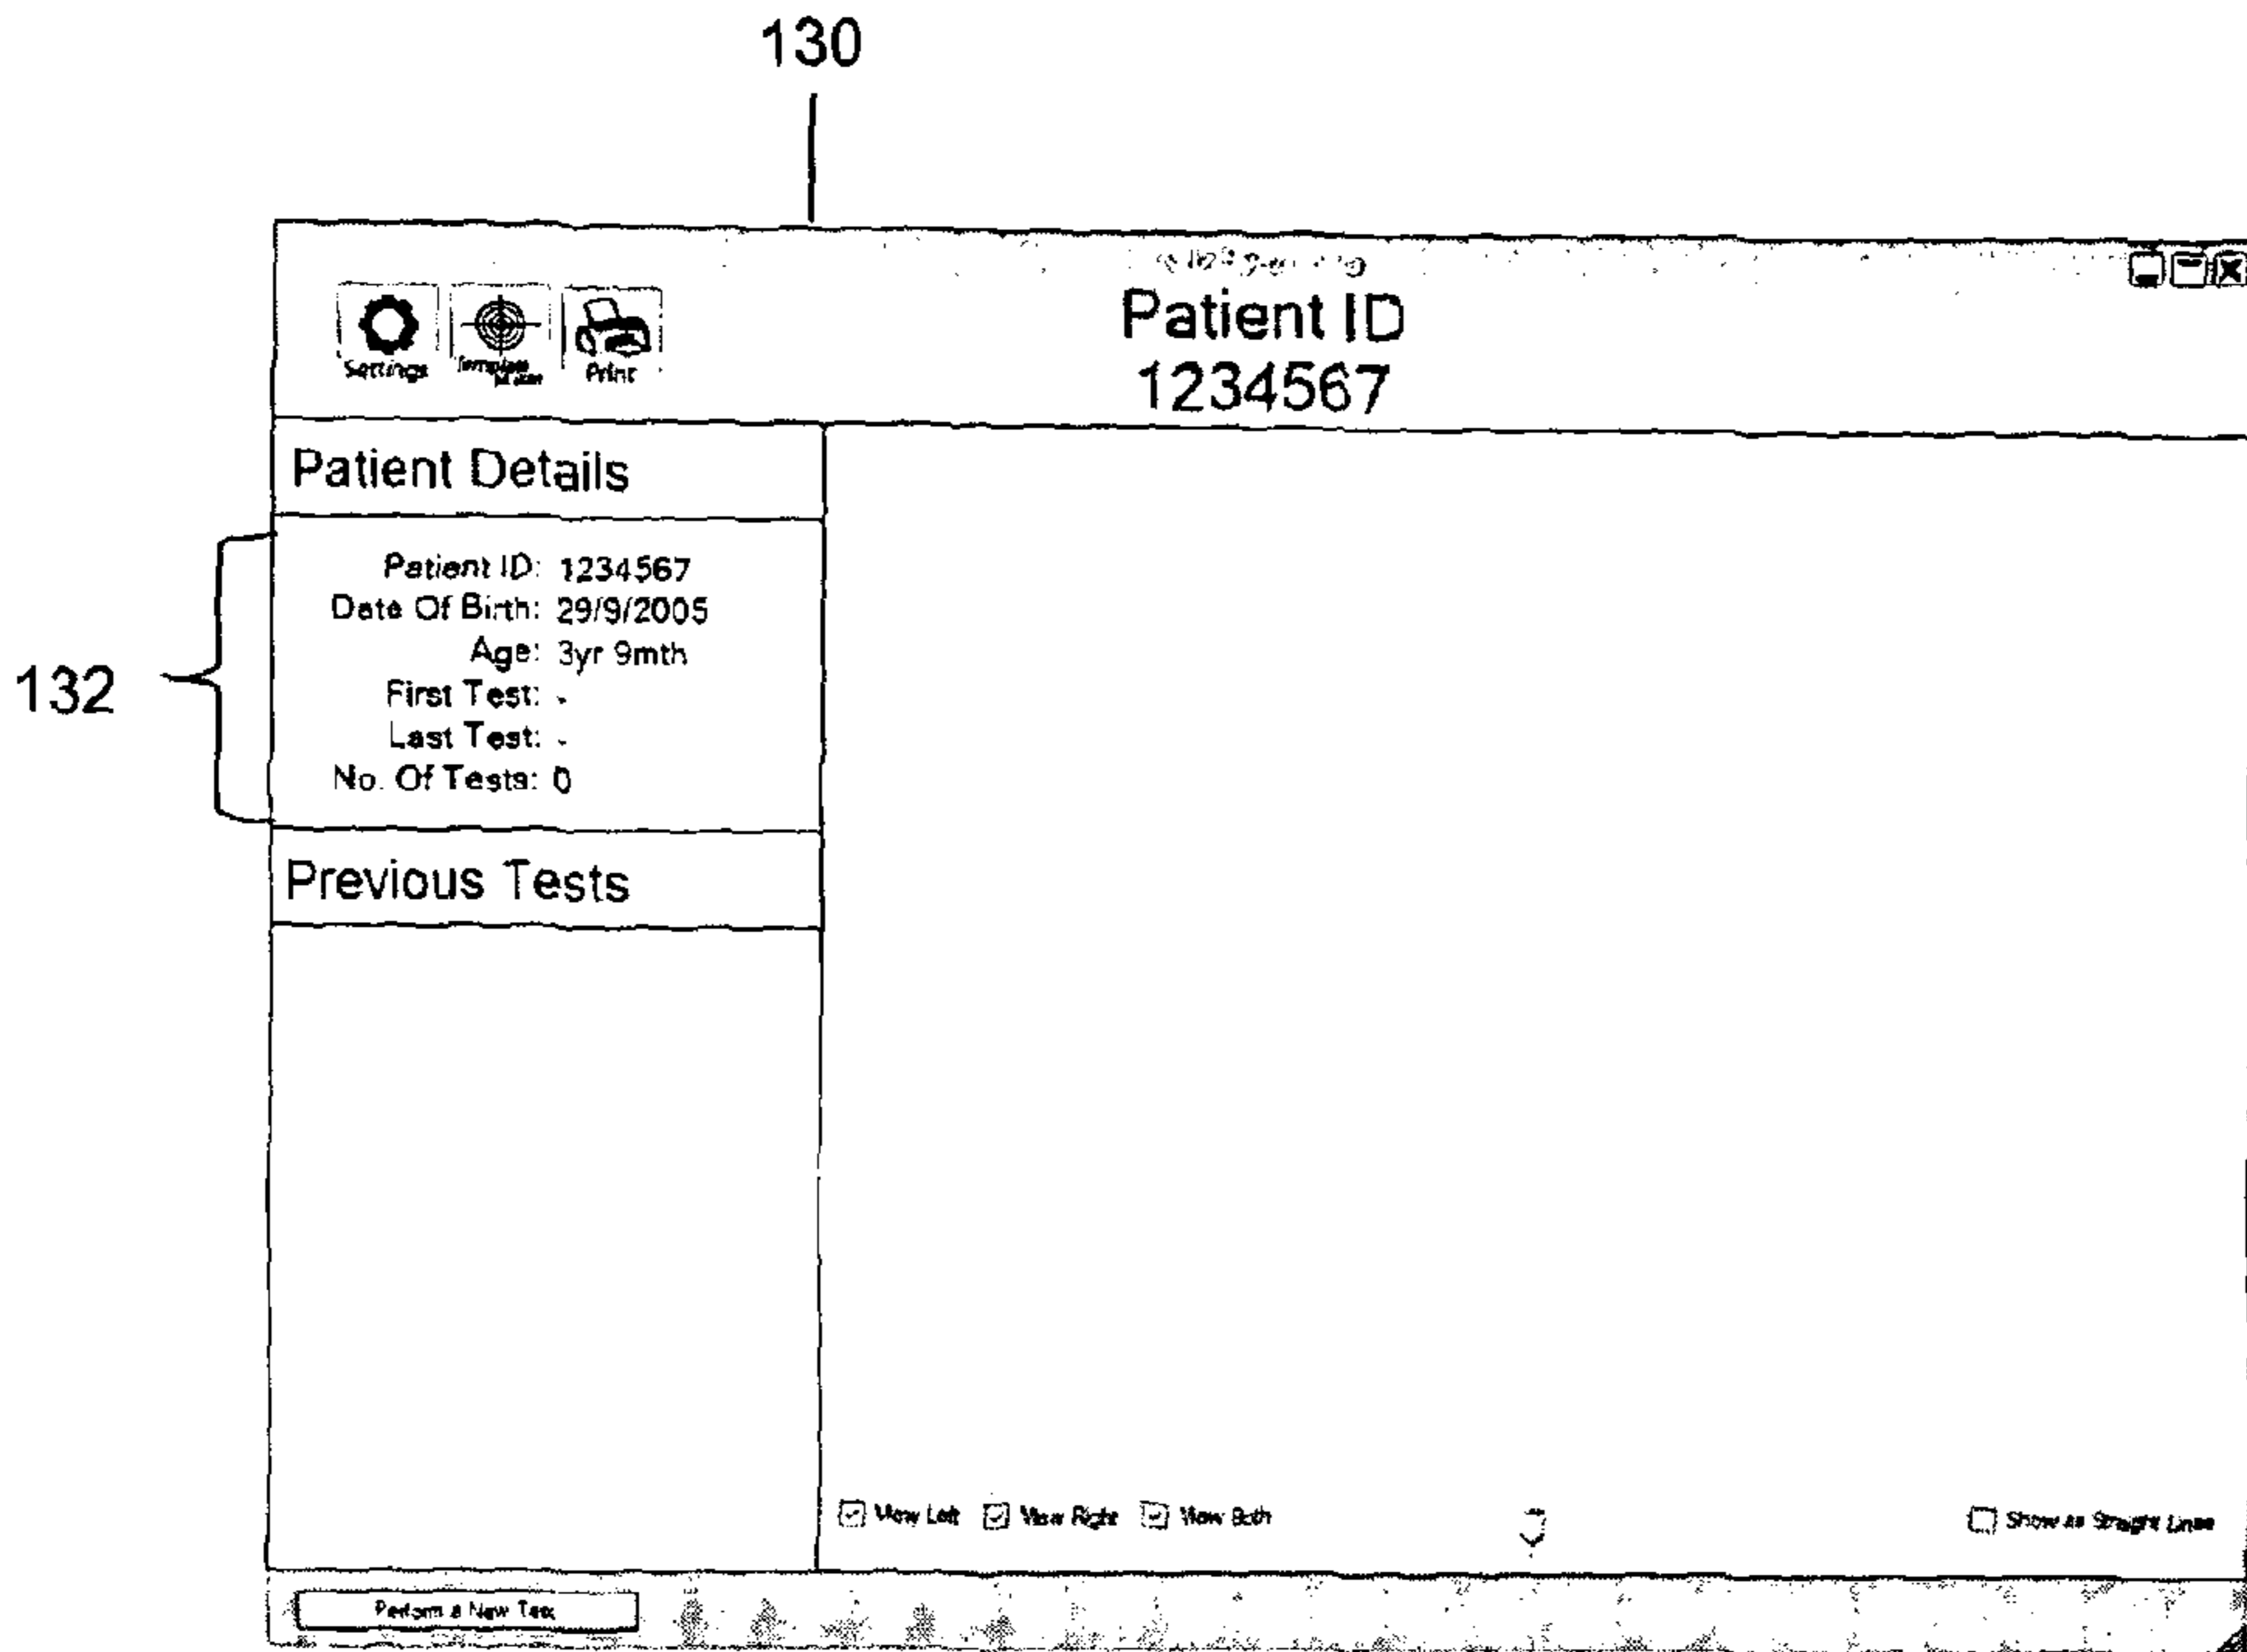 130
Patient ID
1234567
Settings Template Maker Print
Patient Details
132
Patient ID: 1234567
Date Of Birth: 29/9/2005
Age: 3yr 9mth
First Test: -
Last Test: -
No. Of Tests: 0
Previous Tests
View Left View Right View Both Show as Straight Lines
Perform a New Test